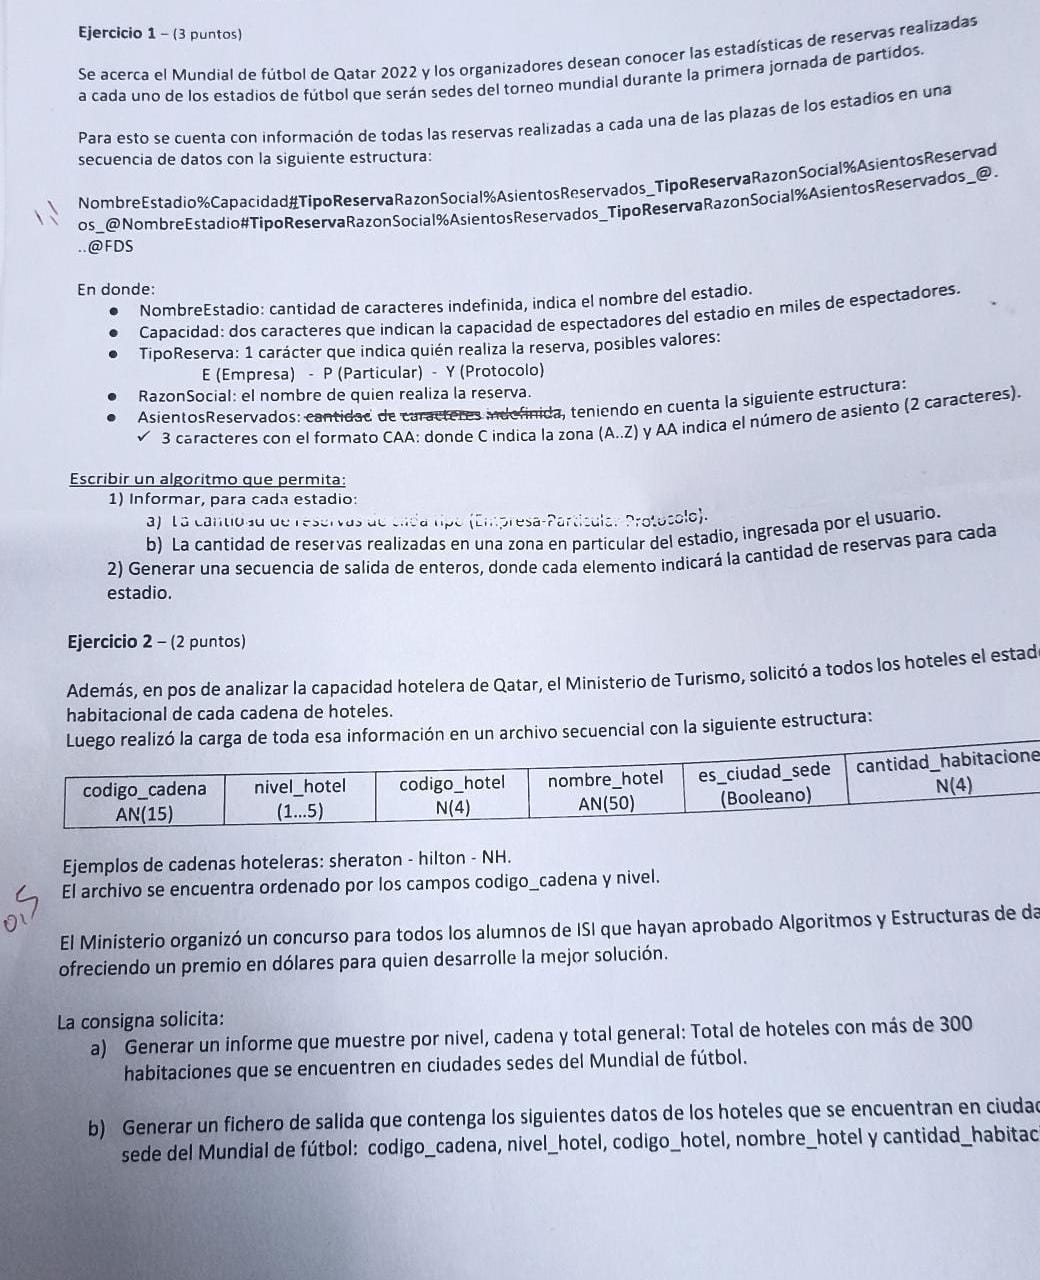 Ejercicio 1 – (3 puntos)
Se acerca el Mundial de fútbol de Qatar 2022 y los organizadores desean conocer las estadísticas de reservas realizadas
a cada uno de los estadios de fútbol que serán sedes del torneo mundial durante la primera jornada de partidos.
Para esto se cuenta con información de todas las reservas realizadas a cada una de las plazas de los estadios en una
secuencia de datos con la siguiente estructura:
NombreEstadio%Capacidad#TipoReservaRazonSocial%AsientosReservados_TipoReservaRazonSocial%AsientosReservad
os_@NombreEstadio#TipoReservaRazonSocial%AsientosReservados_TipoReservaRazonSocial%AsientosReservados_@.
..@FDS
En donde:
● NombreEstadio: cantidad de caracteres indefinida, indica el nombre del estadio.
● Capacidad: dos caracteres que indican la capacidad de espectadores del estadio en miles de espectadores.
● TipoReserva: 1 carácter que indica quién realiza la reserva, posibles valores:
E (Empresa) - P (Particular) - Y (Protocolo)
● RazonSocial: el nombre de quien realiza la reserva.
● AsientosReservados: cantidad de caracteres indefinida, teniendo en cuenta la siguiente estructura:
✓ 3 caracteres con el formato CAA: donde C indica la zona (A..Z) y AA indica el número de asiento (2 caracteres).
Escribir un algoritmo que permita:
1) Informar, para cada estadio:
a) La cantidad de reservas de cada tipo (Empresa-Particular-Protocolo).
b) La cantidad de reservas realizadas en una zona en particular del estadio, ingresada por el usuario.
2) Generar una secuencia de salida de enteros, donde cada elemento indicará la cantidad de reservas para cada
estadio.
Ejercicio 2 – (2 puntos)
Además, en pos de analizar la capacidad hotelera de Qatar, el Ministerio de Turismo, solicitó a todos los hoteles el estad
habitacional de cada cadena de hoteles.
Luego realizó la carga de toda esa información en un archivo secuencial con la siguiente estructura:
codigo_cadena nivel_hotel codigo_hotel nombre_hotel es_ciudad_sede cantidad_habitacione
AN(15) (1...5) N(4) AN(50) (Booleano) N(4)
Ejemplos de cadenas hoteleras: sheraton - hilton - NH.
El archivo se encuentra ordenado por los campos codigo_cadena y nivel.
El Ministerio organizó un concurso para todos los alumnos de ISI que hayan aprobado Algoritmos y Estructuras de da
ofreciendo un premio en dólares para quien desarrolle la mejor solución.
La consigna solicita:
a) Generar un informe que muestre por nivel, cadena y total general: Total de hoteles con más de 300
habitaciones que se encuentren en ciudades sedes del Mundial de fútbol.
b) Generar un fichero de salida que contenga los siguientes datos de los hoteles que se encuentran en ciudad
sede del Mundial de fútbol: codigo_cadena, nivel_hotel, codigo_hotel, nombre_hotel y cantidad_habitac